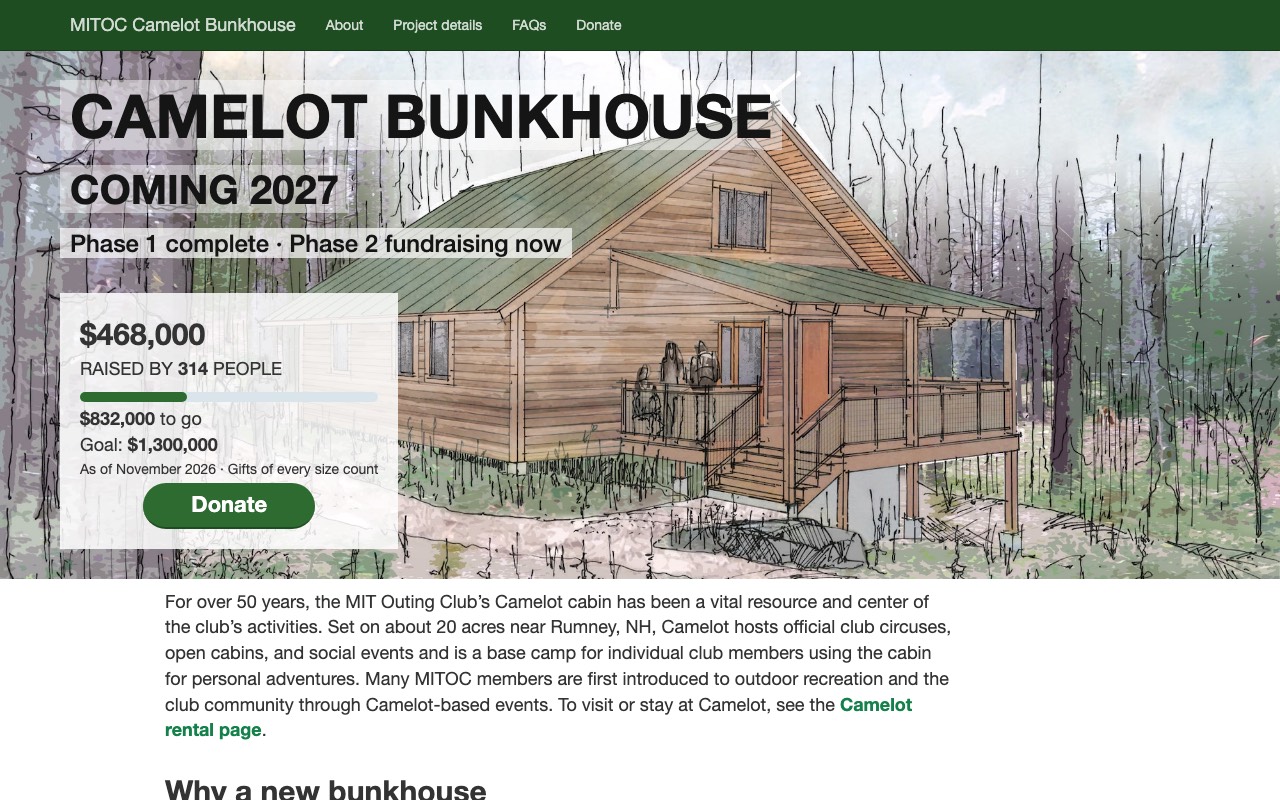 MITOC Camelot Bunkhouse About Project details FAQs Donate
CAMELOT BUNKHOUSE
COMING 2027
Phase 1 complete · Phase 2 fundraising now
$468,000
RAISED BY 314 PEOPLE
$832,000 to go
Goal: $1,300,000
As of November 2026 · Gifts of every size count
Donate
For over 50 years, the MIT Outing Club’s Camelot cabin has been a vital resource and center of
the club’s activities. Set on about 20 acres near Rumney, NH, Camelot hosts official club circuses,
open cabins, and social events and is a base camp for individual club members using the cabin
for personal adventures. Many MITOC members are first introduced to outdoor recreation and the
club community through Camelot-based events. To visit or stay at Camelot, see the Camelot
rental page.
Why a new bunkhouse